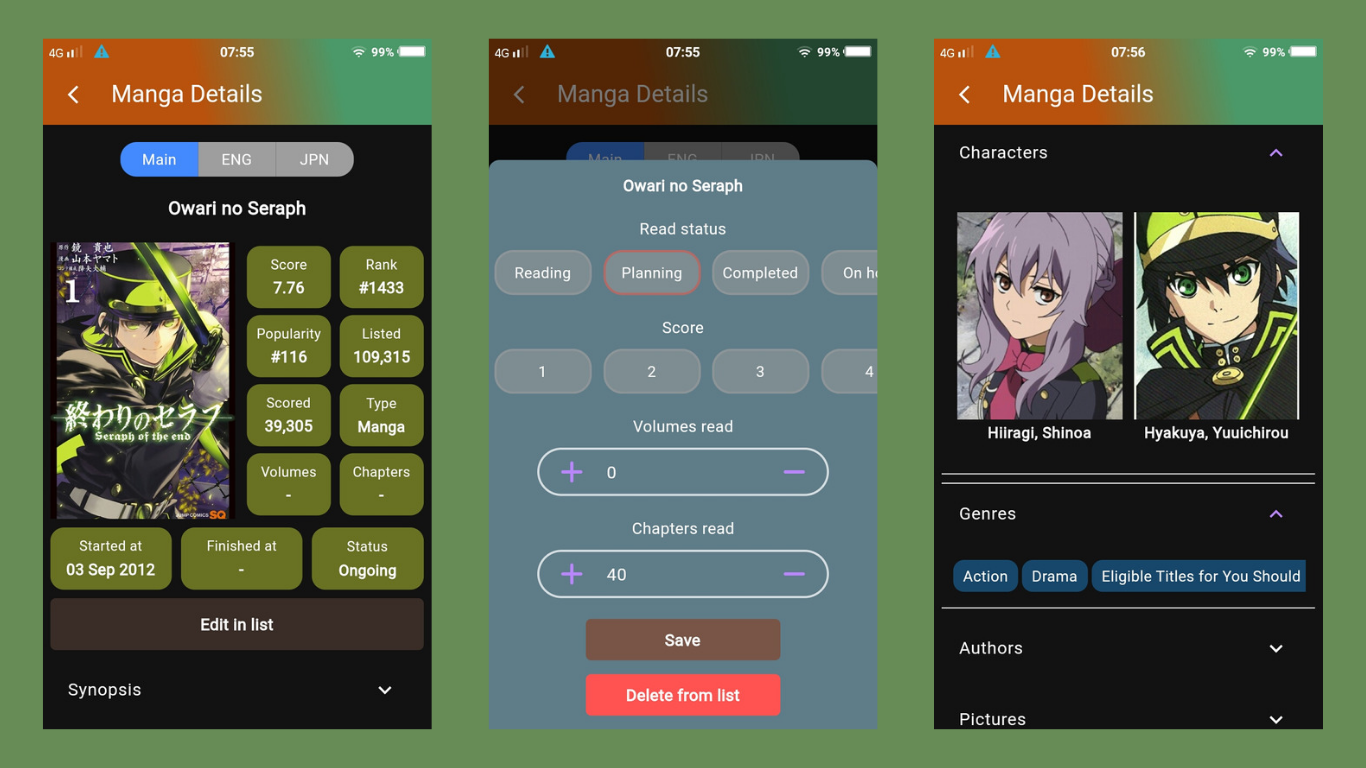 4G 07:55 99%
Manga Details
Main ENG JPN
Owari no Seraph
原作 鏡 貴也
漫画 山本ヤマト
コンテ構成 降矢大輔
1
終わりのセラフ
Seraph of the end
JUMP COMICS SQ
Score
7.76
Rank
#1433
Popularity
#116
Listed
109,315
Scored
39,305
Type
Manga
Volumes
-
Chapters
-
Started at
03 Sep 2012
Finished at
-
Status
Ongoing
Edit in list
Synopsis
4G 07:55 99%
Manga Details
Main ENG JPN
Owari no Seraph
Read status
Reading Planning Completed On ho
Score
1 2 3 4
Volumes read
+ 0 −
Chapters read
+ 40 −
Save
Delete from list
4G 07:56 99%
Manga Details
Characters
Hiiragi, Shinoa
Hyakuya, Yuuichirou
Genres
Action Drama Eligible Titles for You Should
Authors
Pictures